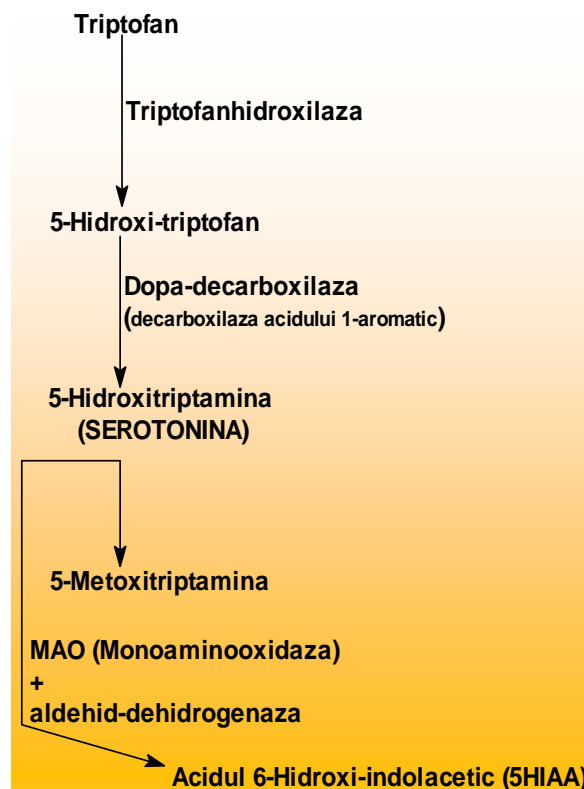 Triptofan
Triptofanhidroxilaza
5-Hidroxi-triptofan
Dopa-decarboxilaza
(decarboxilaza acidului 1-aromatic)
5-Hidroxitriptamina
(SEROTONINA)
5-Metoxitriptamina
MAO (Monoaminooxidaza)
+
aldehid-dehidrogenaza
Acidul 6-Hidroxi-indolacetic (5HIAA)